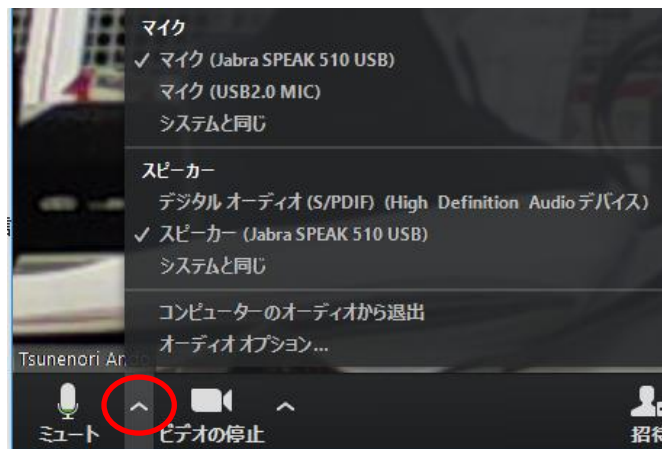 マイク
✓ マイク (Jabra SPEAK 510 USB)
マイク (USB2.0 MIC)
システムと同じ
スピーカー
デジタル オーディオ (S/PDIF) (High Definition Audio デバイス)
✓ スピーカー (Jabra SPEAK 510 USB)
システムと同じ
コンピューターのオーディオから退出
オーディオ オプション...
Tsunenori An
ミュート
ビデオの停止
招待